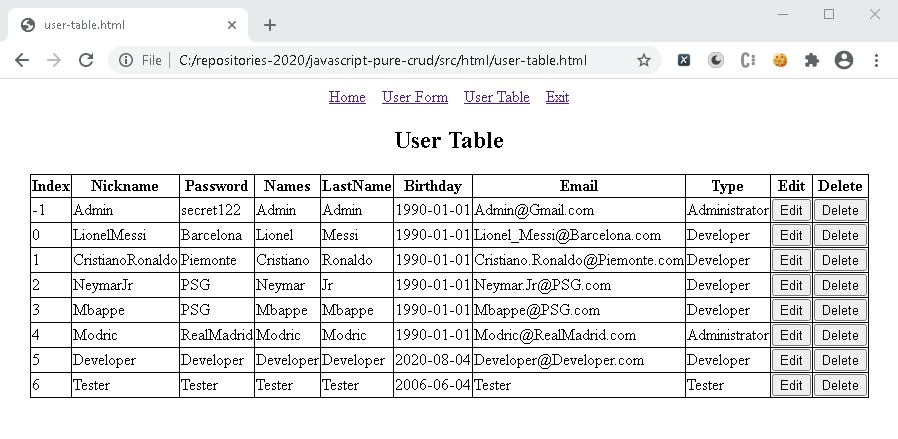 user-table.html
File | C:/repositories-2020/javascript-pure-crud/src/html/user-table.html
Home User Form User Table Exit
User Table
Index Nickname Password Names LastName Birthday Email Type Edit Delete
-1 Admin secret122 Admin Admin 1990-01-01 Admin@Gmail.com Administrator Edit Delete
0 LionelMessi Barcelona Lionel Messi 1990-01-01 Lionel_Messi@Barcelona.com Developer Edit Delete
1 CristianoRonaldo Piemonte Cristiano Ronaldo 1990-01-01 Cristiano.Ronaldo@Piemonte.com Developer Edit Delete
2 NeymarJr PSG Neymar Jr 1990-01-01 Neymar.Jr@PSG.com Developer Edit Delete
3 Mbappe PSG Mbappe Mbappe 1990-01-01 Mbappe@PSG.com Developer Edit Delete
4 Modric RealMadrid Modric Modric 1990-01-01 Modric@RealMadrid.com Administrator Edit Delete
5 Developer Developer Developer Developer 2020-08-04 Developer@Developer.com Developer Edit Delete
6 Tester Tester Tester Tester 2006-06-04 Tester Tester Edit Delete